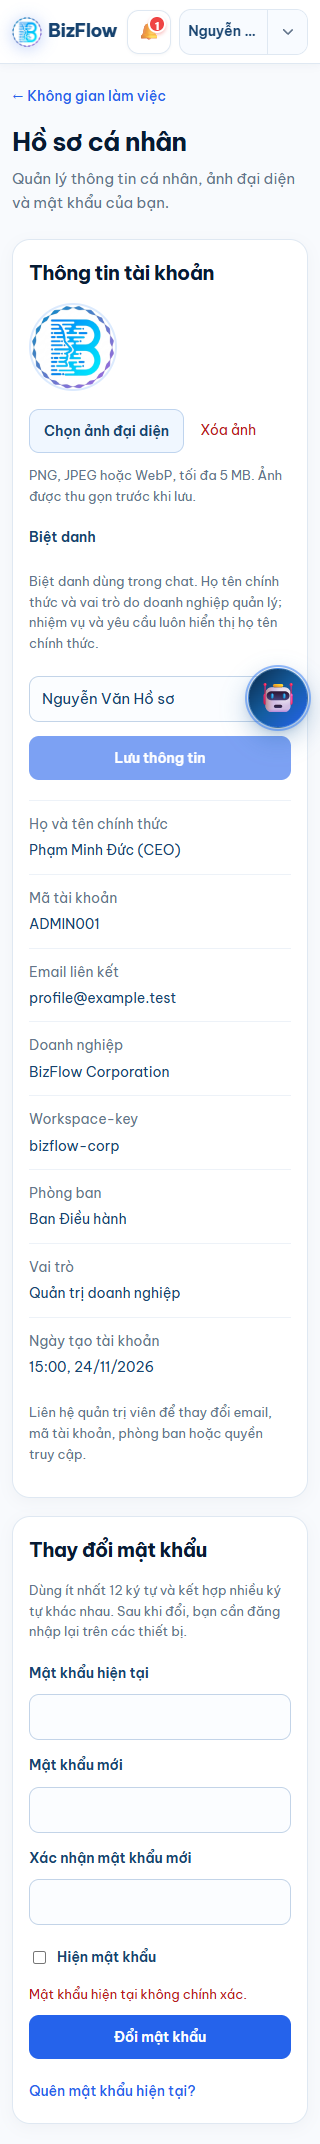 BizFlow
1
Nguyễn ...
← Không gian làm việc
Hồ sơ cá nhân
Quản lý thông tin cá nhân, ảnh đại diện
và mật khẩu của bạn.
Thông tin tài khoản
Chọn ảnh đại diện
Xóa ảnh
PNG, JPEG hoặc WebP, tối đa 5 MB. Ảnh
được thu gọn trước khi lưu.
Biệt danh
Biệt danh dùng trong chat. Họ tên chính
thức và vai trò do doanh nghiệp quản lý;
nhiệm vụ và yêu cầu luôn hiển thị họ tên
chính thức.
Nguyễn Văn Hồ sơ
Lưu thông tin
Họ và tên chính thức
Phạm Minh Đức (CEO)
Mã tài khoản
ADMIN001
Email liên kết
profile@example.test
Doanh nghiệp
BizFlow Corporation
Workspace-key
bizflow-corp
Phòng ban
Ban Điều hành
Vai trò
Quản trị doanh nghiệp
Ngày tạo tài khoản
15:00, 24/11/2026
Liên hệ quản trị viên để thay đổi email,
mã tài khoản, phòng ban hoặc quyền
truy cập.
Thay đổi mật khẩu
Dùng ít nhất 12 ký tự và kết hợp nhiều ký
tự khác nhau. Sau khi đổi, bạn cần đăng
nhập lại trên các thiết bị.
Mật khẩu hiện tại
Mật khẩu mới
Xác nhận mật khẩu mới
Hiện mật khẩu
Mật khẩu hiện tại không chính xác.
Đổi mật khẩu
Quên mật khẩu hiện tại?